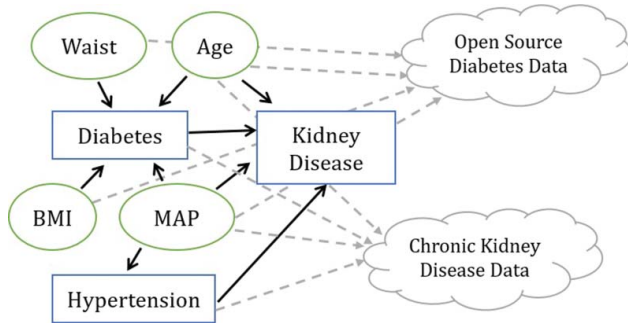 Waist
Age
Open Source
Diabetes Data
Diabetes
Kidney
Disease
BMI
MAP
Chronic Kidney
Disease Data
Hypertension